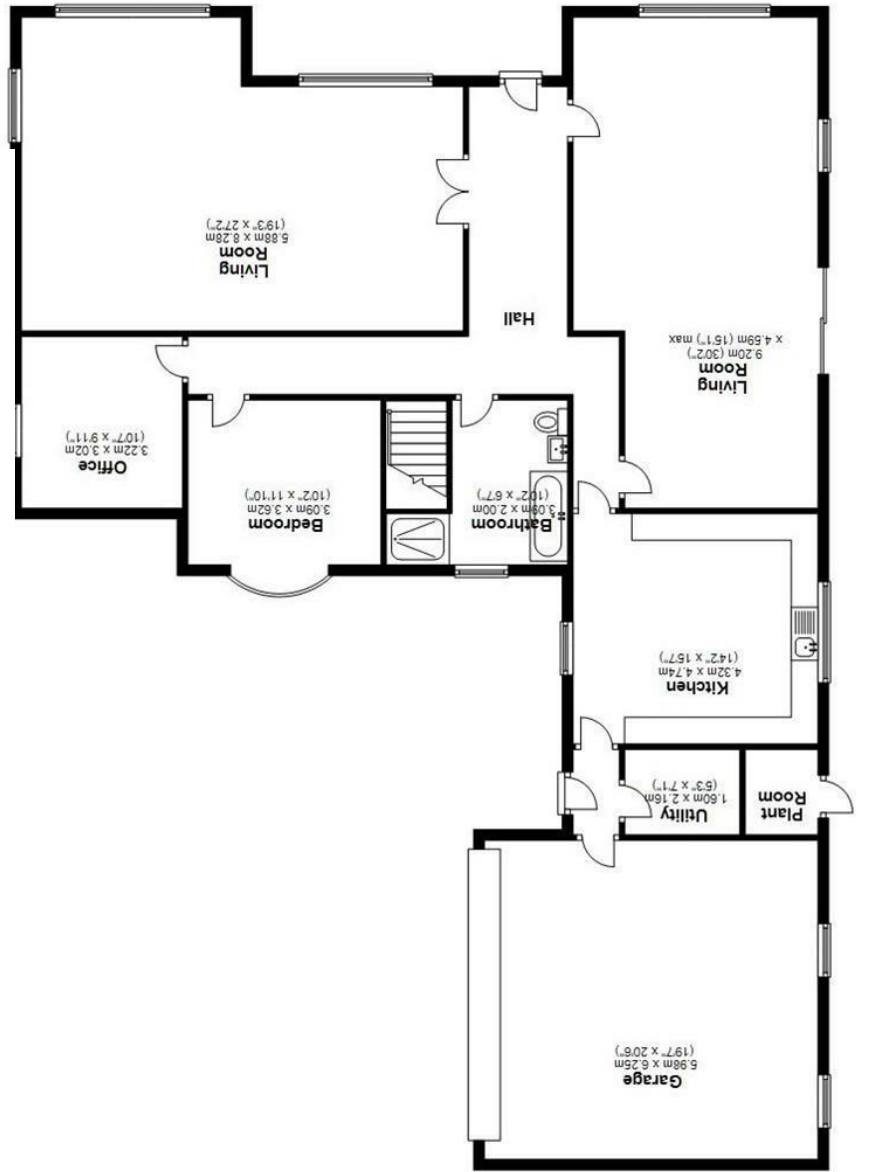 Garage
5.98m x 6.25m
(19'7" x 20'6")
Plant
Room
Utility
1.60m x 2.16m
(5'3" x 7'1")
Kitchen
4.32m x 4.74m
(14'2" x 15'7")
Bathroom
3.09m x 2.00m
(10'2" x 6'7")
Bedroom
3.09m x 3.62m
(10'2" x 11'10")
Office
3.22m x 3.02m
(10'7" x 9'11")
Living
Room
9.20m (30'2")
x 4.59m (15'1") max
Hall
Living
Room
5.88m x 8.28m
(19'3" x 27'2")